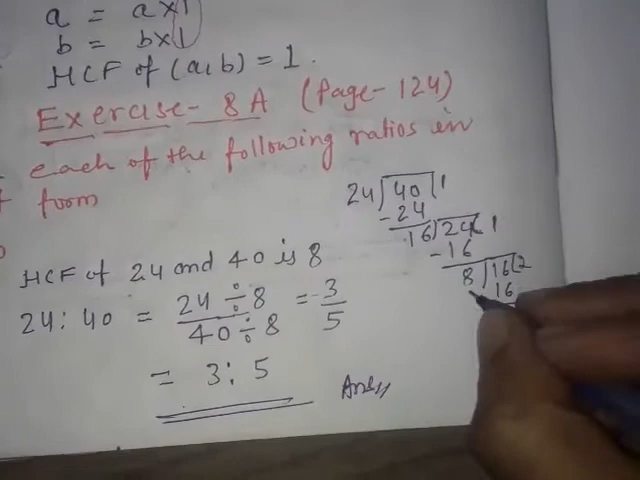 a = a×1
b = b×1
HCF of (a,b) = 1.
Exercise- 8A (Page-124)
each of the following ratios in
form
HCF of 24 and 40 is 8
24 : 40 = 24 ÷ 8 / 40 ÷ 8 = 3/5
= 3 : 5
Ans
24) 40 (1
- 24
16) 24 (1
- 16
8) 16 (2
16